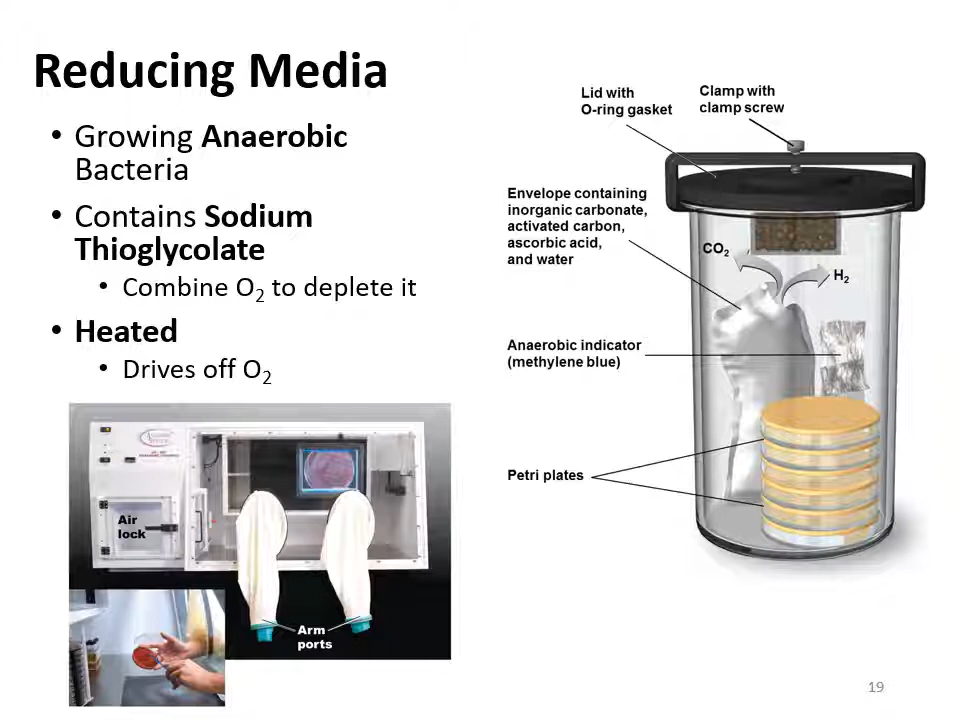 Reducing Media
• Growing Anaerobic
Bacteria
• Contains Sodium
Thioglycolate
• Combine O₂ to deplete it
• Heated
• Drives off O₂
Air
lock
Arm
ports
Lid with
O-ring gasket
Clamp with
clamp screw
Envelope containing
inorganic carbonate,
activated carbon,
ascorbic acid,
and water
CO₂
H₂
Anaerobic indicator
(methylene blue)
Petri plates
19